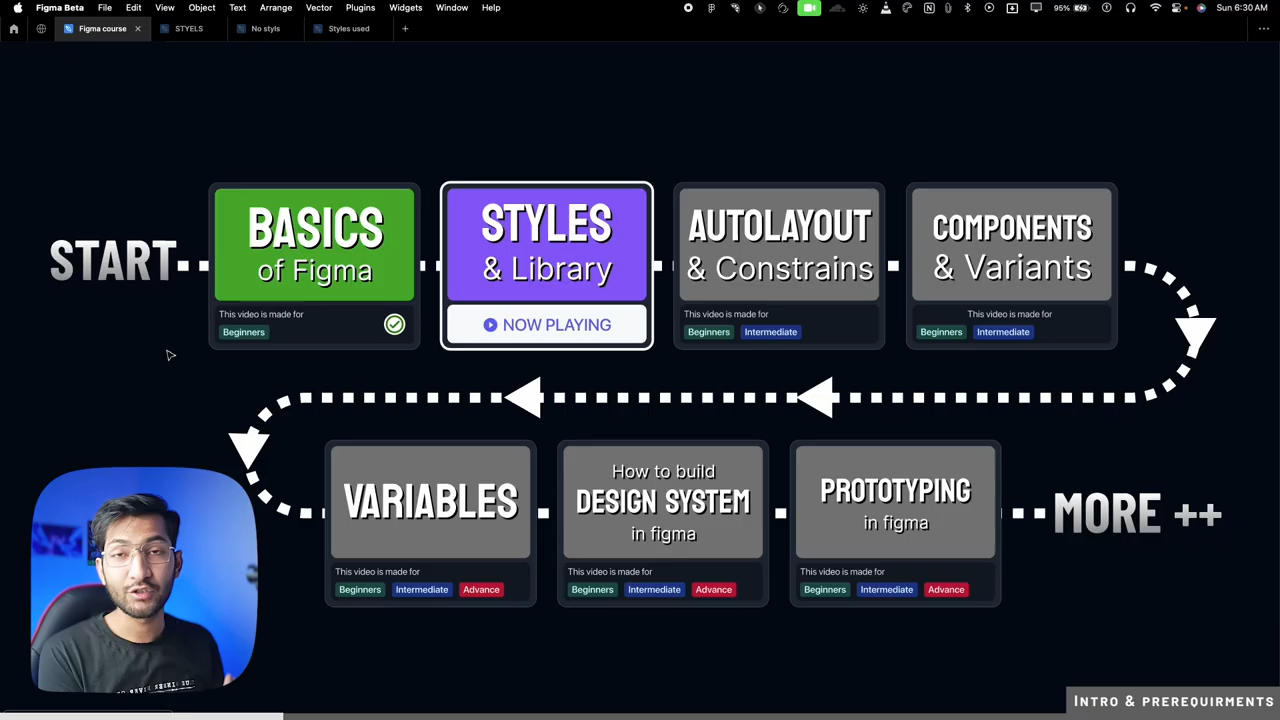 Figma Beta File Edit View Object Text Arrange Vector Plugins Widgets Window Help 95% Sun 6:30 AM
Figma course STYELS No styls Styles used
START
BASICS
of Figma
This video is made for
Beginners
STYLES
& Library
NOW PLAYING
AUTOLAYOUT
& Constrains
This video is made for
Beginners Intermediate
COMPONENTS
& Variants
This video is made for
Beginners Intermediate
VARIABLES
This video is made for
Beginners Intermediate Advance
How to build
DESIGN SYSTEM
in figma
This video is made for
Beginners Intermediate Advance
PROTOTYPING
in figma
This video is made for
Beginners Intermediate Advance
MORE ++
INTRO & PREREQUIRMENTS